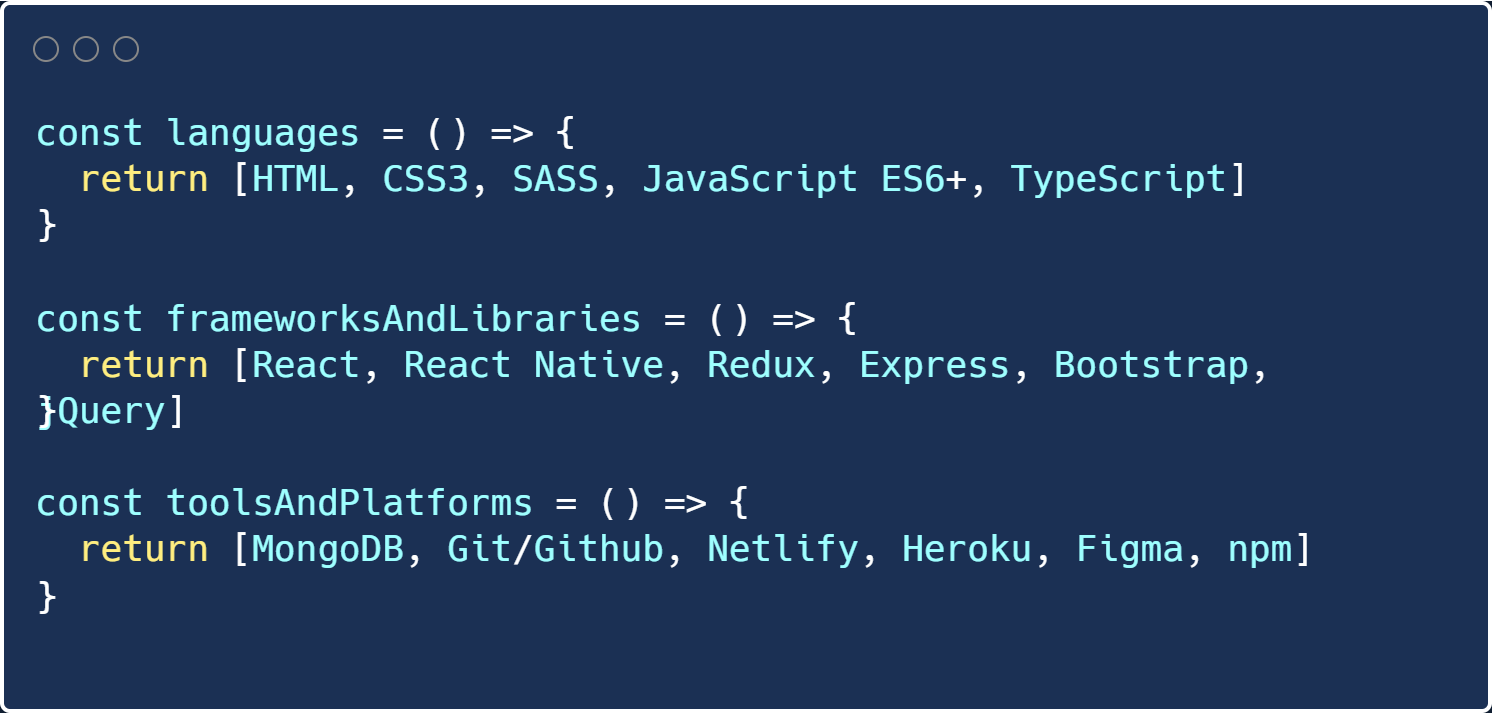 const languages = () => {
  return [HTML, CSS3, SASS, JavaScript ES6+, TypeScript]
}
const frameworksAndLibraries = () => {
  return [React, React Native, Redux, Express, Bootstrap,
jQuery]
}
const toolsAndPlatforms = () => {
  return [MongoDB, Git/Github, Netlify, Heroku, Figma, npm]
}